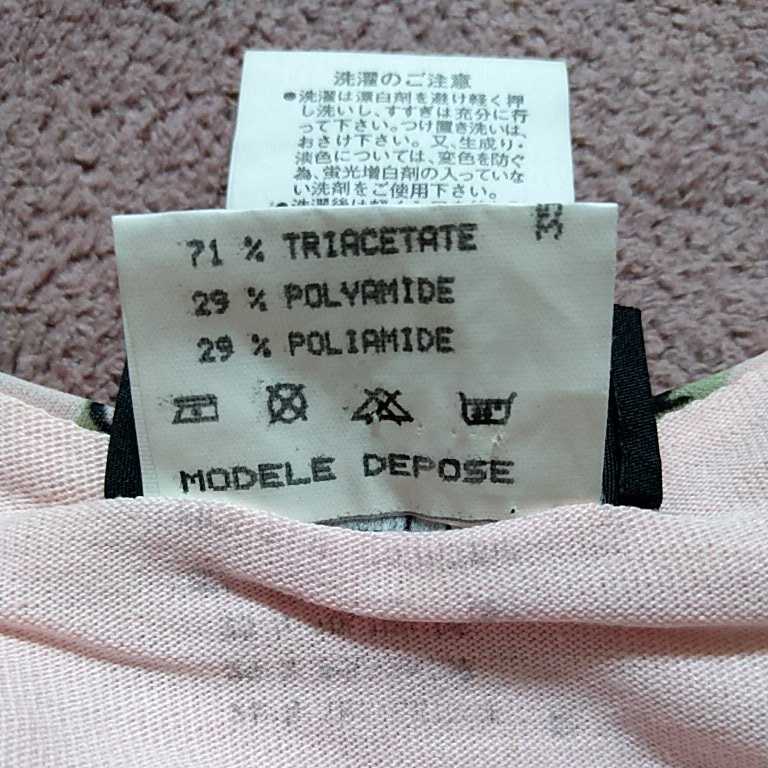 洗濯のご注意
●洗濯は漂白剤を避け軽く押
し洗いし、すすぎは充分に行
って下さい。つけ置き洗いは、
おさけ下さい。又、生成り・
淡色については、変色を防ぐ
為、蛍光増白剤の入っていな
い洗剤をご使用下さい。
71 % TRIACETATE
29 % POLYAMIDE
29 % POLIAMIDE
MODELE DEPOSE